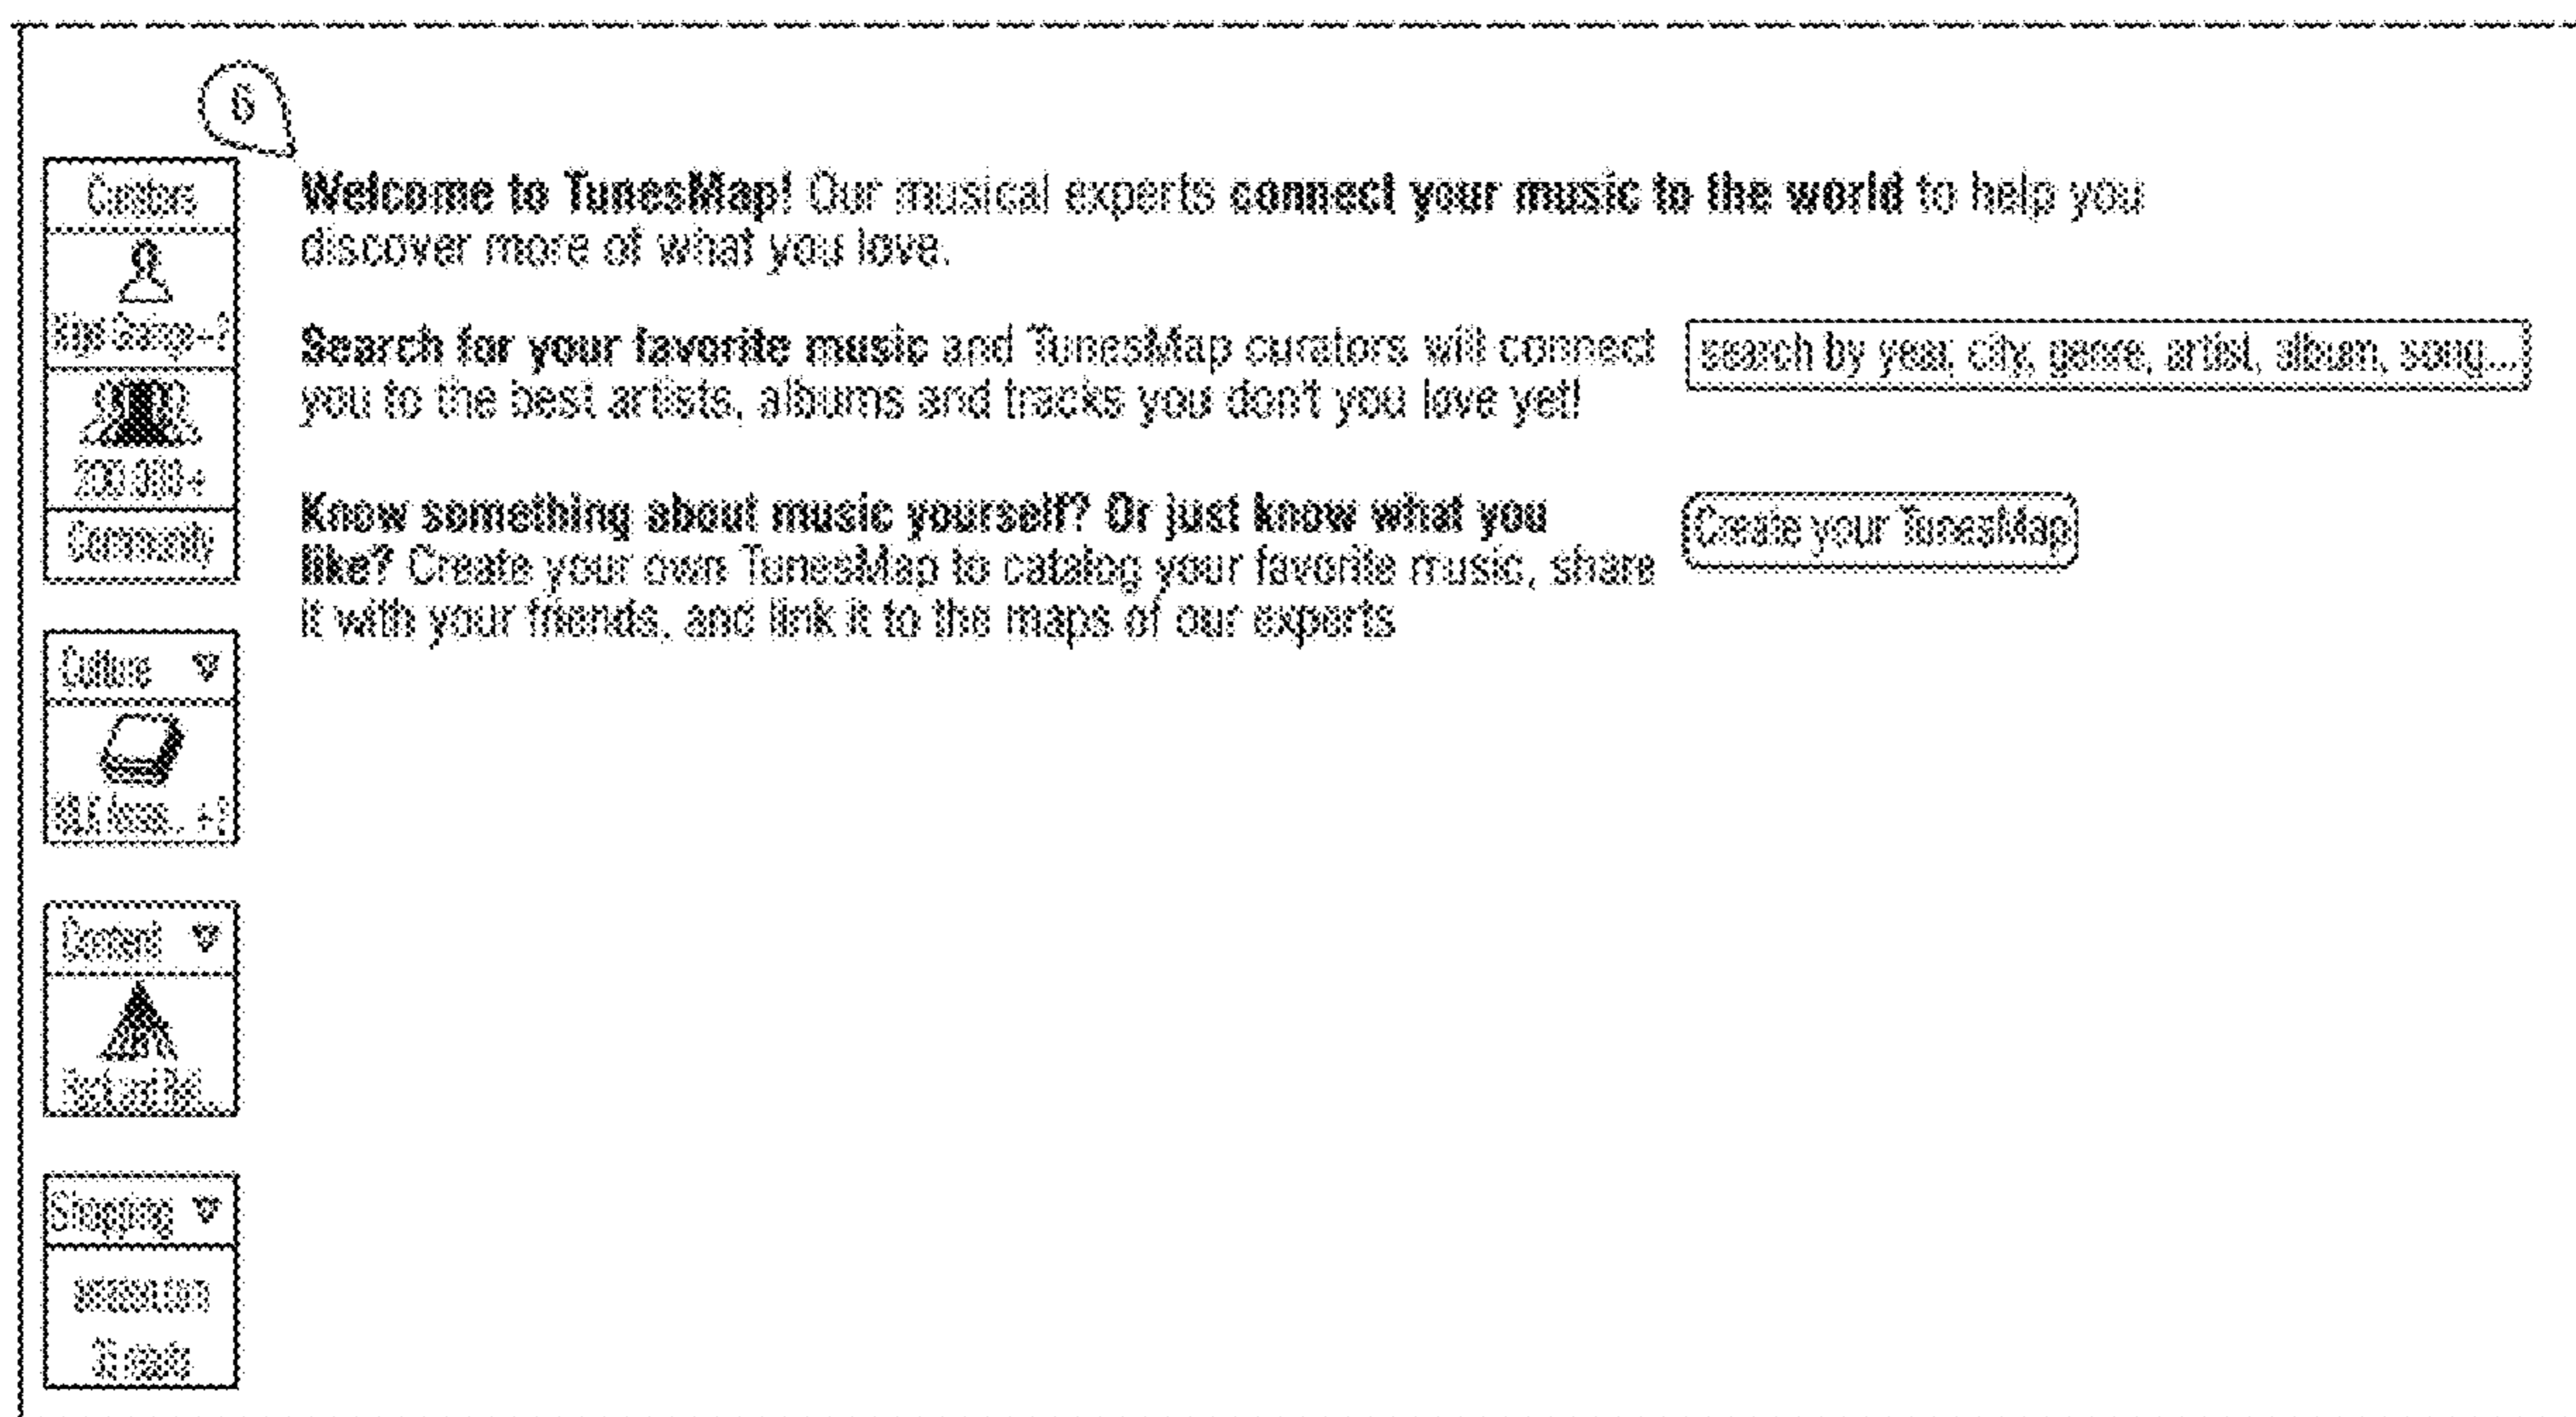 6
Curators
200,000+
Community
Culture
Content
Shopping
Welcome to TunesMap! Our musical experts connect your music to the world to help you
discover more of what you love.
Search for your favorite music and TunesMap curators will connect
you to the best artists, albums and tracks you don't you love yet!
search by year, city, genre, artist, album, song...
Know something about music yourself? Or just know what you
like? Create your own TunesMap to catalog your favorite music, share
it with your friends, and link it to the maps of our experts
Create your TunesMap